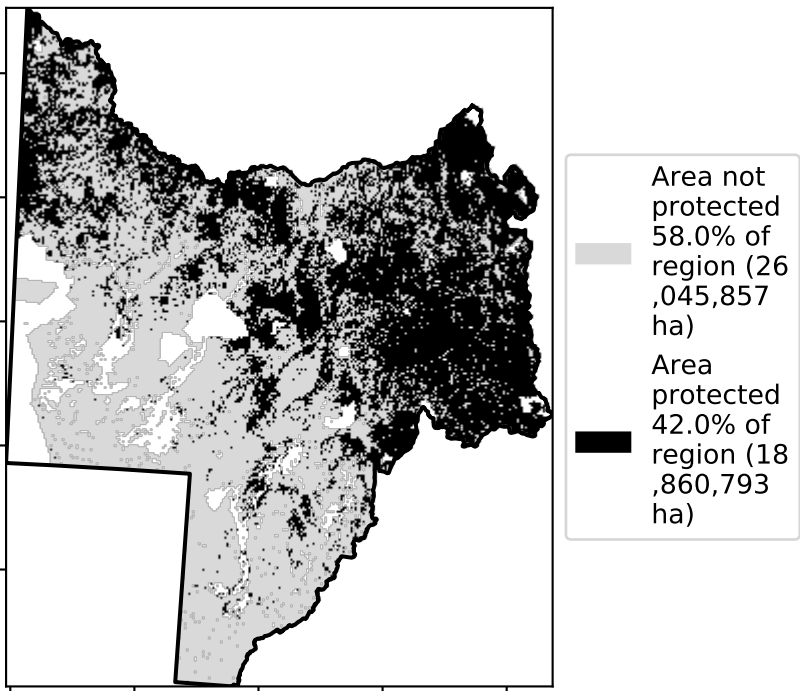 Area not
protected
58.0% of
region (26
,045,857
ha)
Area
protected
42.0% of
region (18
,860,793
ha)